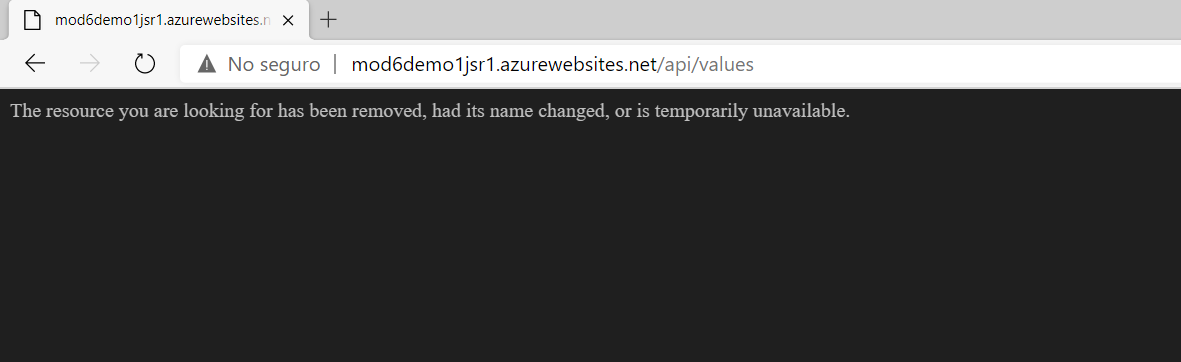 mod6demo1jsr1.azurewebsites.n
No seguro | mod6demo1jsr1.azurewebsites.net/api/values
The resource you are looking for has been removed, had its name changed, or is temporarily unavailable.